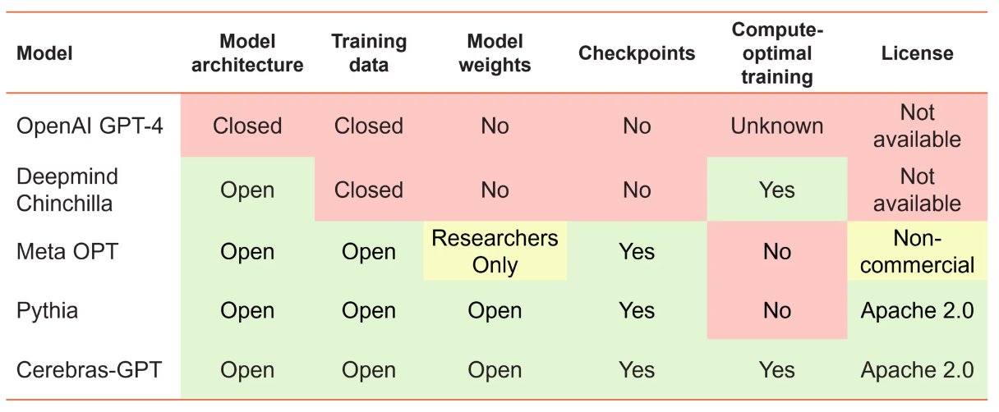 Model Model architecture Training data Model weights Checkpoints Compute-optimal training License
OpenAI GPT-4 Closed Closed No No Unknown Not available
Deepmind Chinchilla Open Closed No No Yes Not available
Meta OPT Open Open Researchers Only Yes No Non-commercial
Pythia Open Open Open Yes No Apache 2.0
Cerebras-GPT Open Open Open Yes Yes Apache 2.0